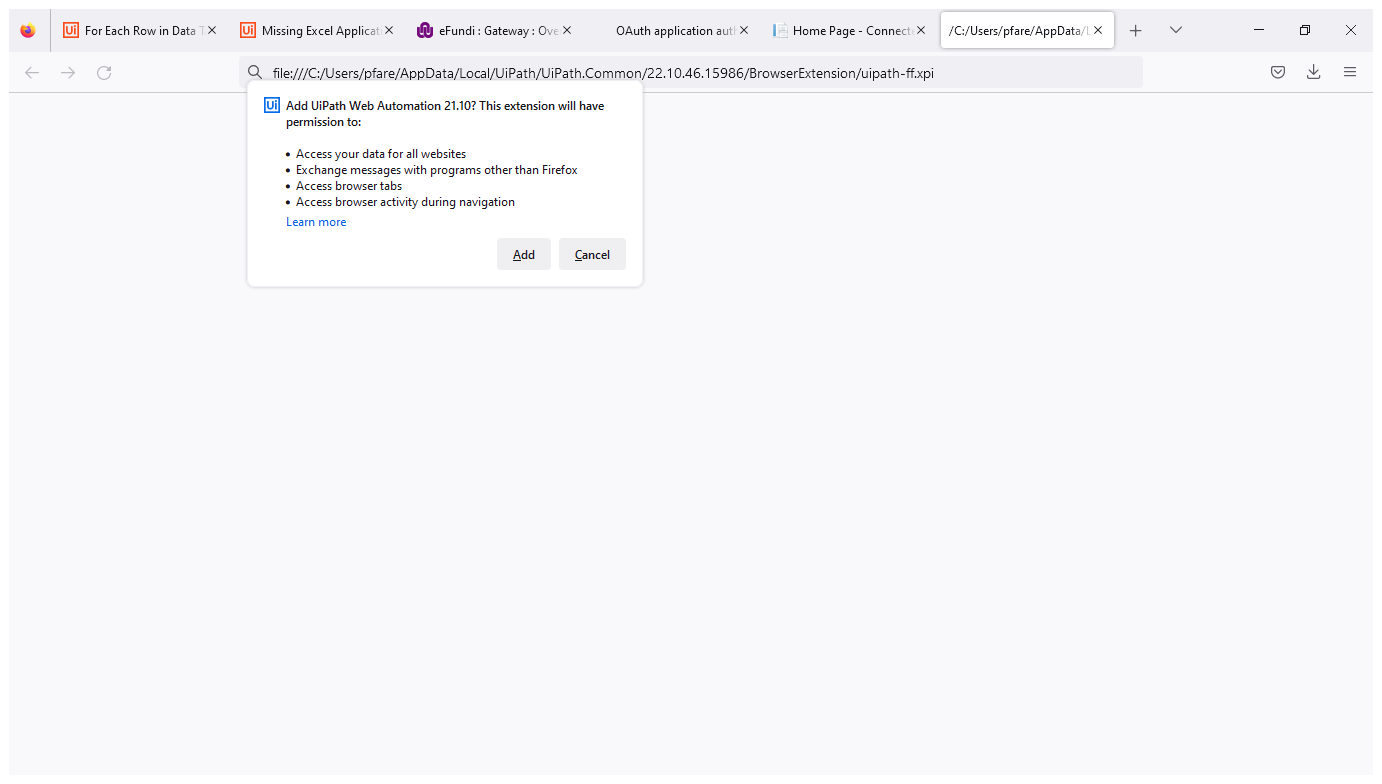 Ui For Each Row in Data T
Ui Missing Excel Applicati
eFundi : Gateway : Ove
OAuth application auth
Home Page - Connecte
/C:/Users/pfare/AppData/L
file:///C:/Users/pfare/AppData/Local/UiPath/UiPath.Common/22.10.46.15986/BrowserExtension/uipath-ff.xpi
Ui Add UiPath Web Automation 21.10? This extension will have
permission to:
• Access your data for all websites
• Exchange messages with programs other than Firefox
• Access browser tabs
• Access browser activity during navigation
Learn more
Add
Cancel